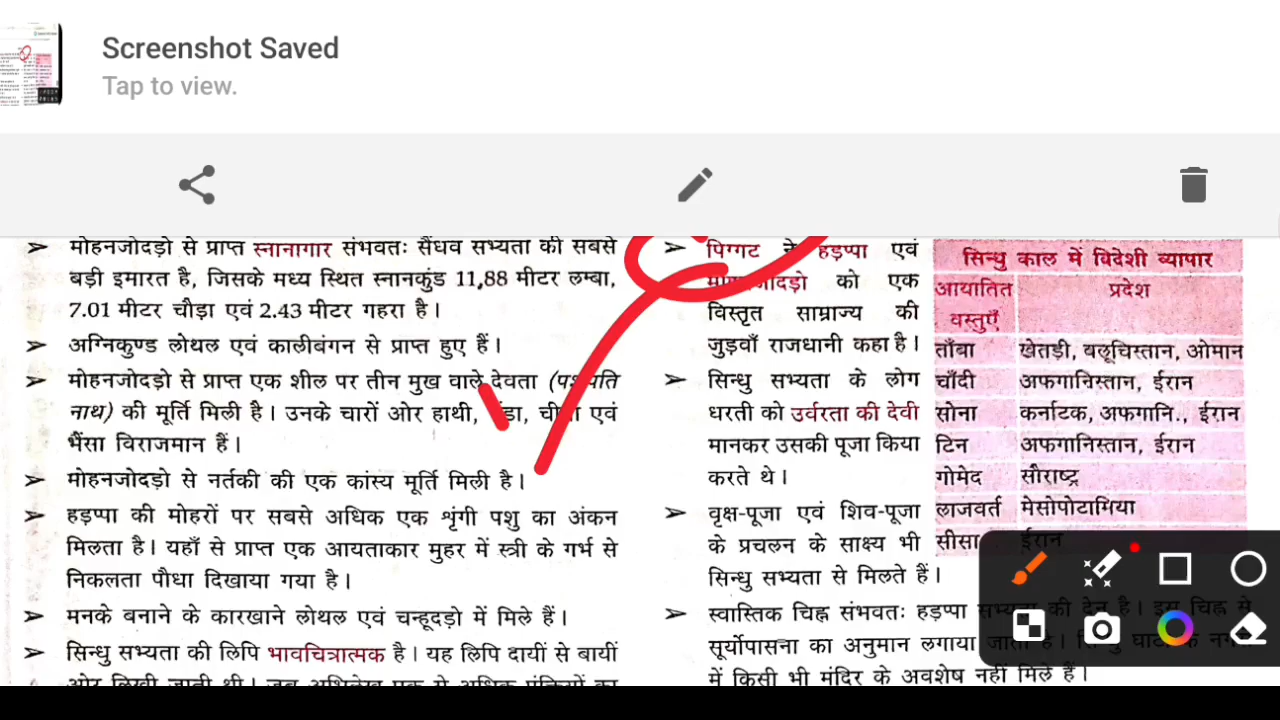 Screenshot Saved
Tap to view.
➤ मोहनजोदड़ो से प्राप्त स्नानागार संभवतः सैंधव सभ्यता की सबसे
बड़ी इमारत है, जिसके मध्य स्थित स्नानकुंड 11.88 मीटर लम्बा,
7.01 मीटर चौड़ा एवं 2.43 मीटर गहरा है।
➤ अग्निकुण्ड लोथल एवं कालीबंगन से प्राप्त हुए हैं।
➤ मोहनजोदड़ो से प्राप्त एक शील पर तीन मुख वाले देवता (पशुपति
नाथ) की मूर्ति मिली है। उनके चारों ओर हाथी, चीता एवं
भैंसा विराजमान हैं।
➤ मोहनजोदड़ो से नर्तकी की एक कांस्य मूर्ति मिली है।
➤ हड़प्पा की मोहरों पर सबसे अधिक एक शृंगी पशु का अंकन
मिलता है। यहाँ से प्राप्त एक आयताकार मुहर में स्त्री के गर्भ से
निकलता पौधा दिखाया गया है।
➤ मनके बनाने के कारखाने लोथल एवं चन्हूदड़ो में मिले हैं।
➤ सिन्धु सभ्यता की लिपि भावचित्रात्मक है। यह लिपि दायीं से बायीं
➤ पिग्गट ने हड़प्पा एवं
को एक
विस्तृत साम्राज्य की
जुड़वाँ राजधानी कहा है।
➤ सिन्धु सभ्यता के लोग
धरती को उर्वरता की देवी
मानकर उसकी पूजा किया
करते थे।
➤ वृक्ष-पूजा एवं शिव-पूजा
के प्रचलन के साक्ष्य भी
सिन्धु सभ्यता से मिलते हैं।
➤ स्वास्तिक चिह्न संभवतः हड़प्पा सभ्यता की देन है। इस चिह्न से
सूर्योपासना का अनुमान लगाया जाता है।
में किसी भी मंदिर के अवशेष नहीं मिले हैं।
सिन्धु काल में विदेशी व्यापार
आयातित वस्तुएँ प्रदेश
ताँबा खेतड़ी, बलूचिस्तान, ओमान
चाँदी अफगानिस्तान, ईरान
सोना कर्नाटक, अफगानि., ईरान
टिन अफगानिस्तान, ईरान
गोमेद सौराष्ट्र
लाजवर्त मेसोपोटामिया
सीसा ईरान